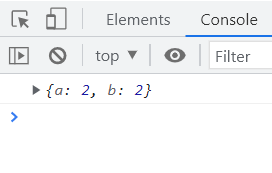 Elements Console
top Filter
{a: 2, b: 2}